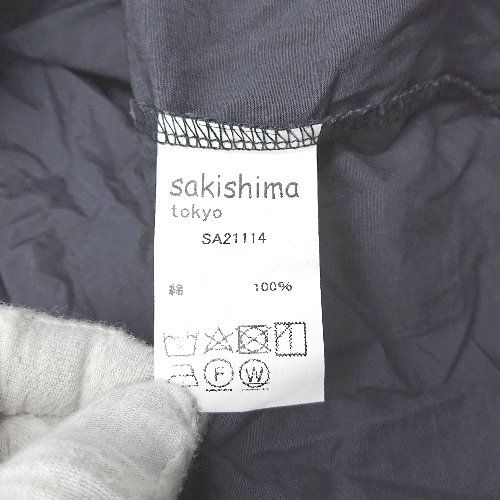 sakishima
tokyo
SA21114
綿 100%
F W